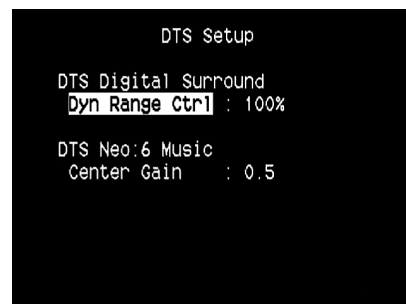 DTS Setup
DTS Digital Surround
Dyn Range Ctrl : 100%
DTS Neo:6 Music
Center Gain : 0.5